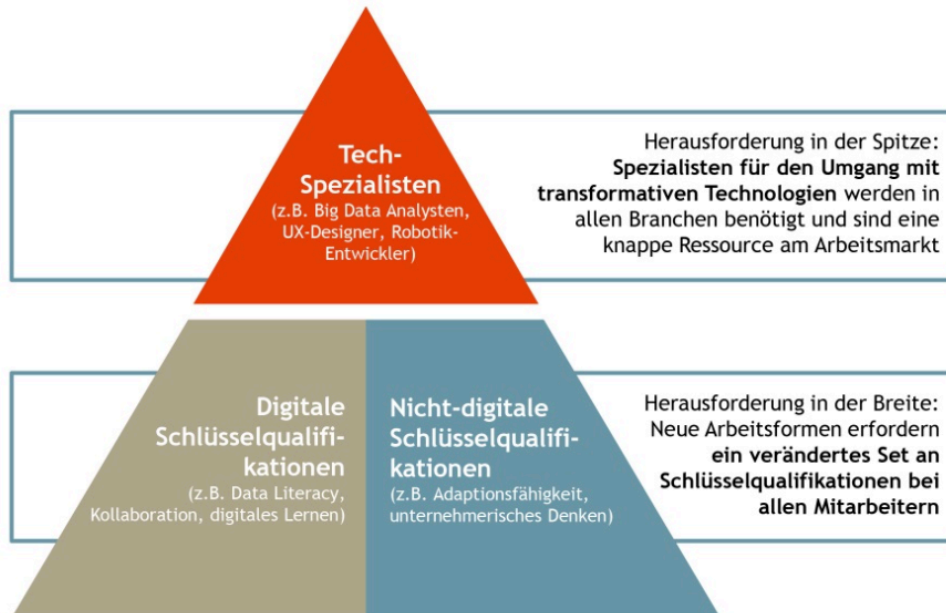 Tech-
Spezialisten
(z.B. Big Data Analysten,
UX-Designer, Robotik-
Entwickler)
Herausforderung in der Spitze:
Spezialisten für den Umgang mit
transformativen Technologien werden in
allen Branchen benötigt und sind eine
knappe Ressource am Arbeitsmarkt
Digitale
Schlüsselqualifi-
kationen
(z.B. Data Literacy,
Kollaboration, digitales Lernen)
Nicht-digitale
Schlüsselqualifi-
kationen
(z.B. Adaptionsfähigkeit,
unternehmerisches Denken)
Herausforderung in der Breite:
Neue Arbeitsformen erfordern
ein verändertes Set an
Schlüsselqualifikationen bei
allen Mitarbeitern